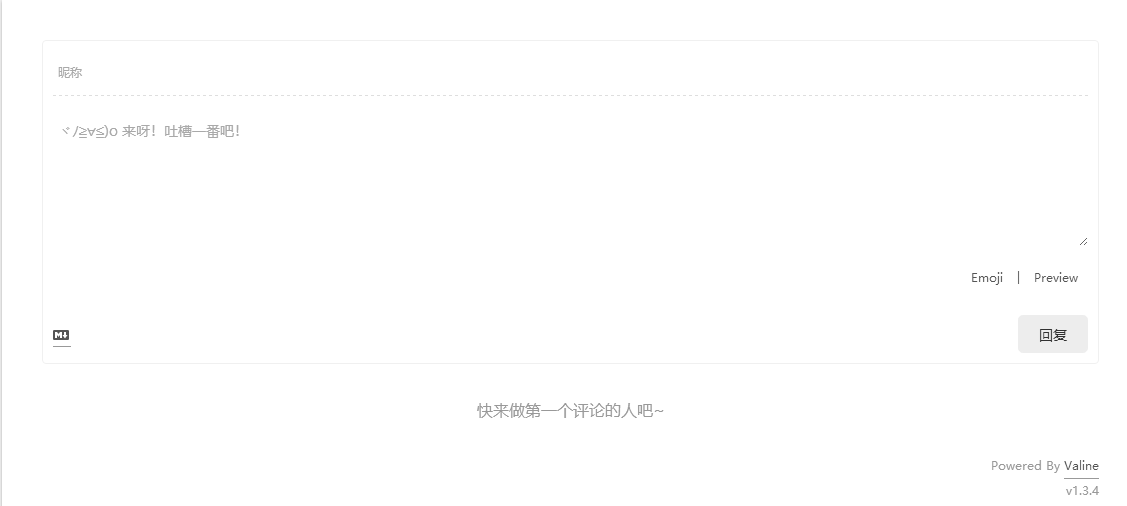 昵称
ヾﾉ≧∀≦)o 来呀！吐槽一番吧！
Emoji | Preview
M↓
回复
快来做第一个评论的人吧~
Powered By Valine
v1.3.4